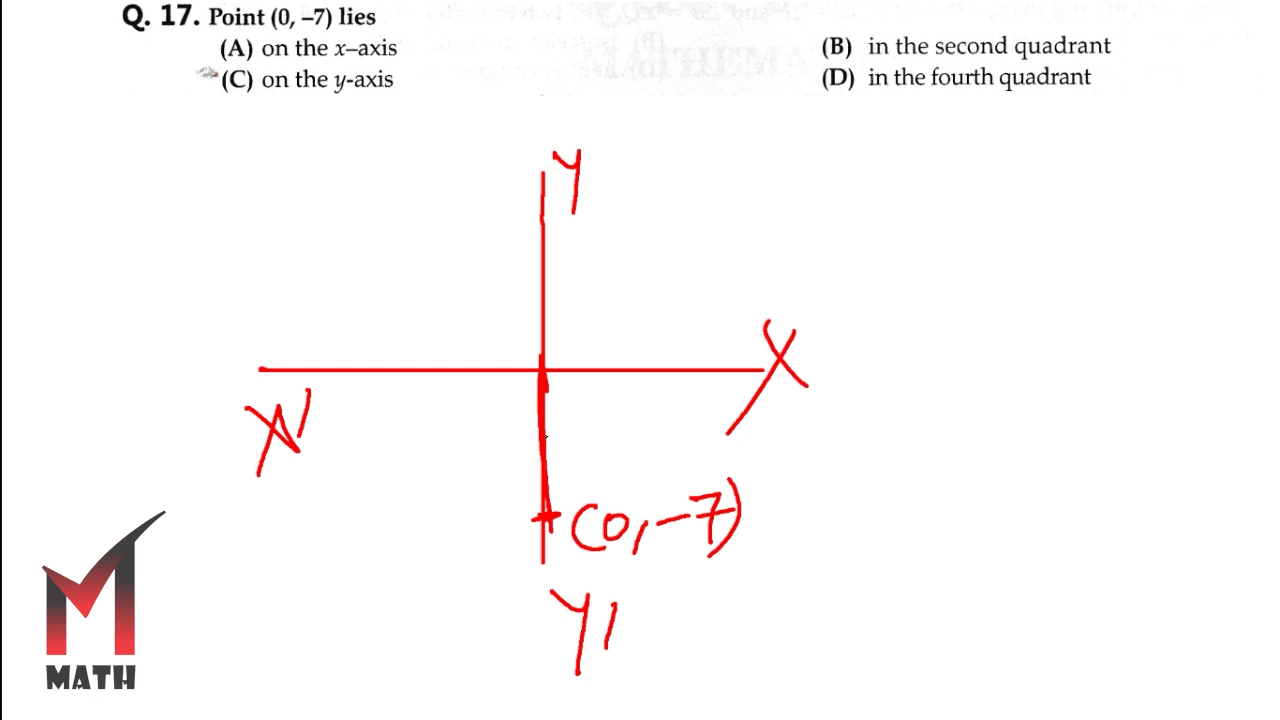 Q. 17. Point (0, –7) lies
(A) on the x–axis
(B) in the second quadrant
(C) on the y-axis
(D) in the fourth quadrant
Y
X
X'
(0, -7)
Y'
MATH